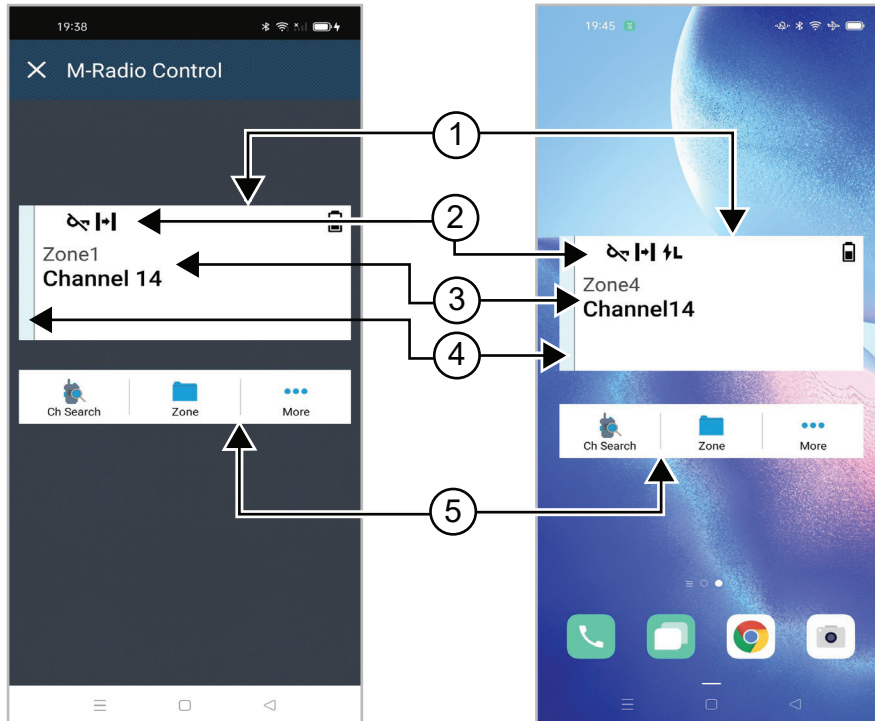 19:38
M-Radio Control
Zone1
Channel 14
Ch Search
Zone
More
1
2
3
4
5
19:45
L
Zone4
Channel14
Ch Search
Zone
More